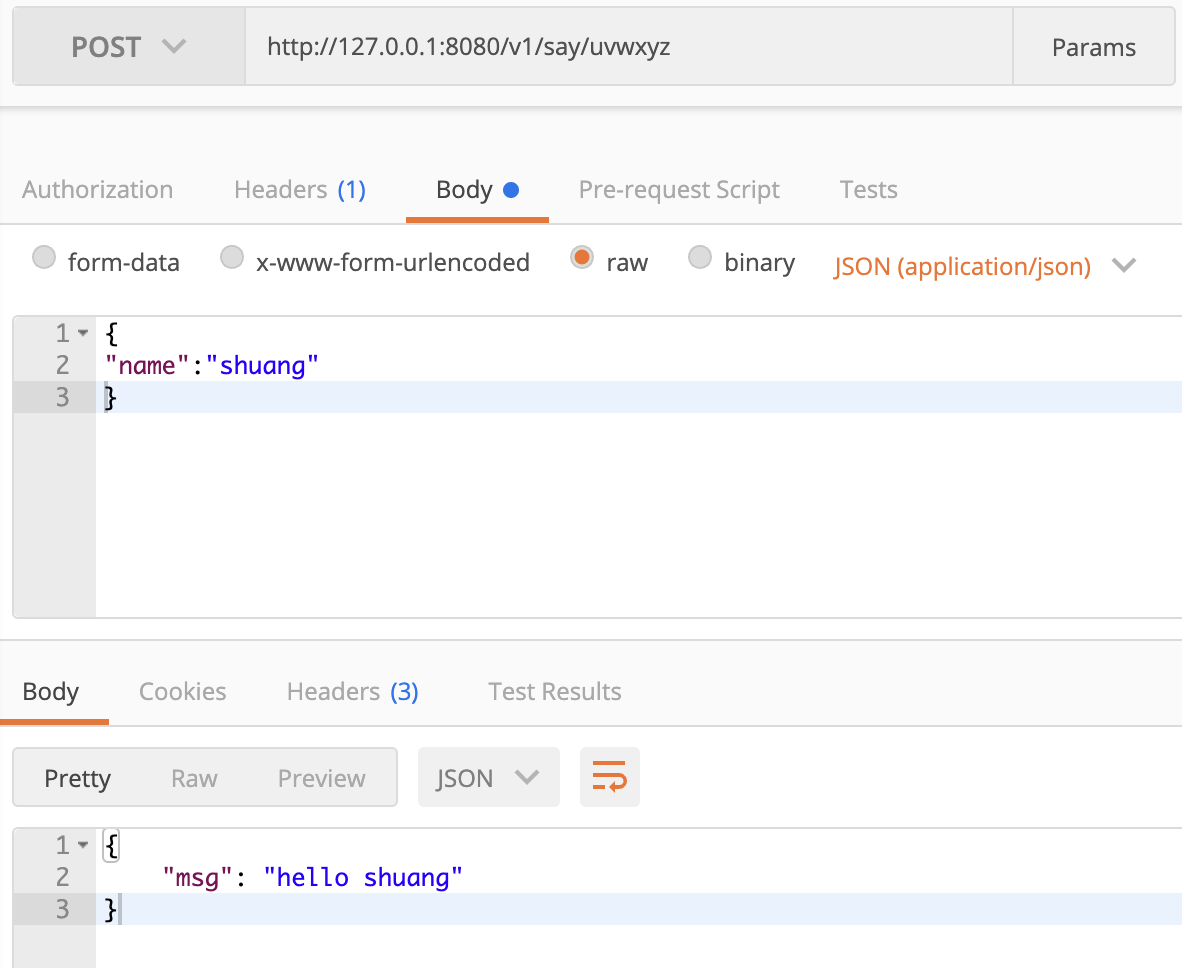 POST http://127.0.0.1:8080/v1/say/uvwxyz Params
Authorization Headers (1) Body Pre-request Script Tests
form-data x-www-form-urlencoded raw binary JSON (application/json)
1 {
2 "name":"shuang"
3 }
Body Cookies Headers (3) Test Results
Pretty Raw Preview JSON
1 {
2 "msg": "hello shuang"
3 }